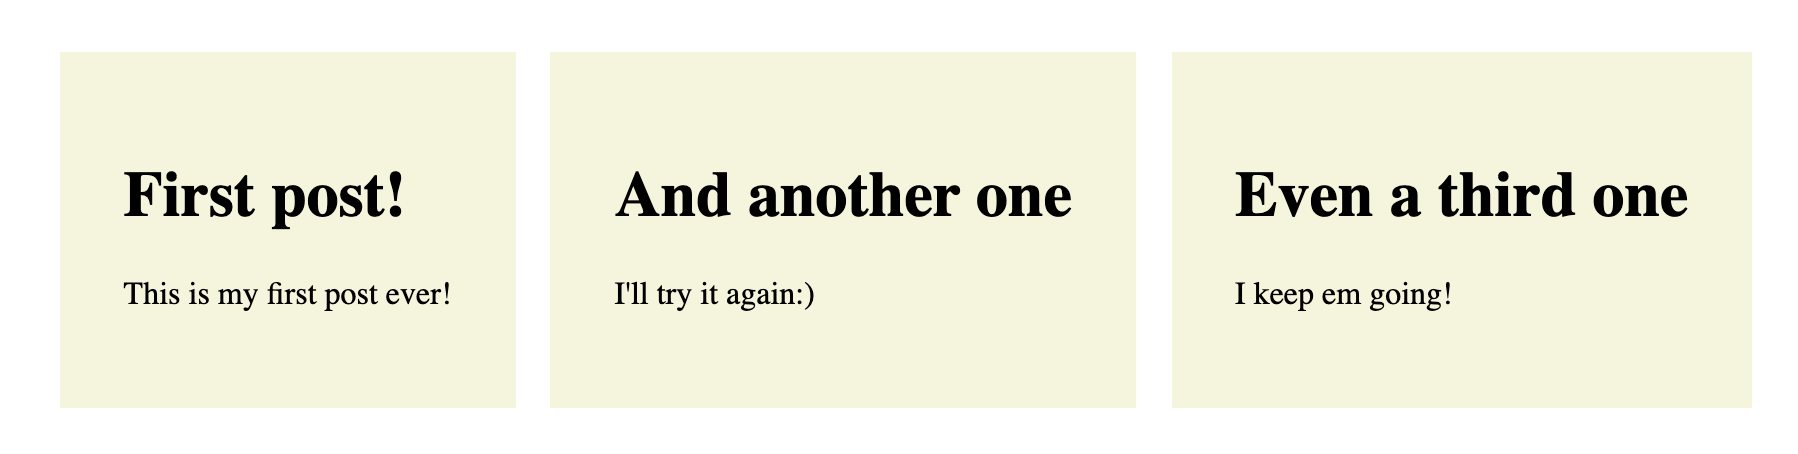 First post!
This is my first post ever!
And another one
I'll try it again:)
Even a third one
I keep em going!